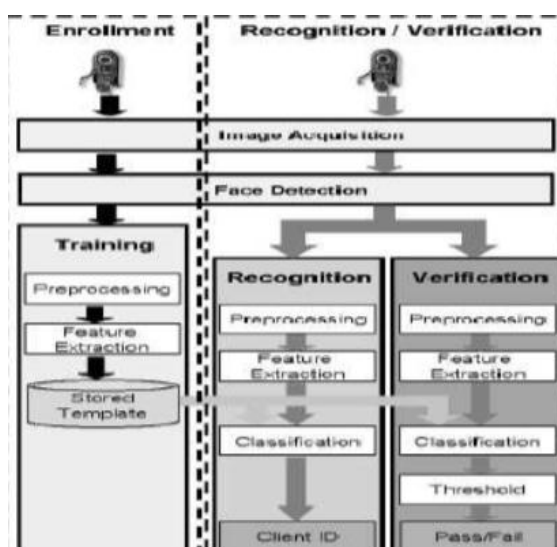 Enrollment
Recognition / Verification
Image Acquisition
Face Detection
Training
Preprocessing
Feature
Extraction
Stored
Template
Recognition
Preprocessing
Feature
Extraction
Classification
Client ID
Verification
Preprocessing
Feature
Extraction
Classification
Threshold
Pass/Fail